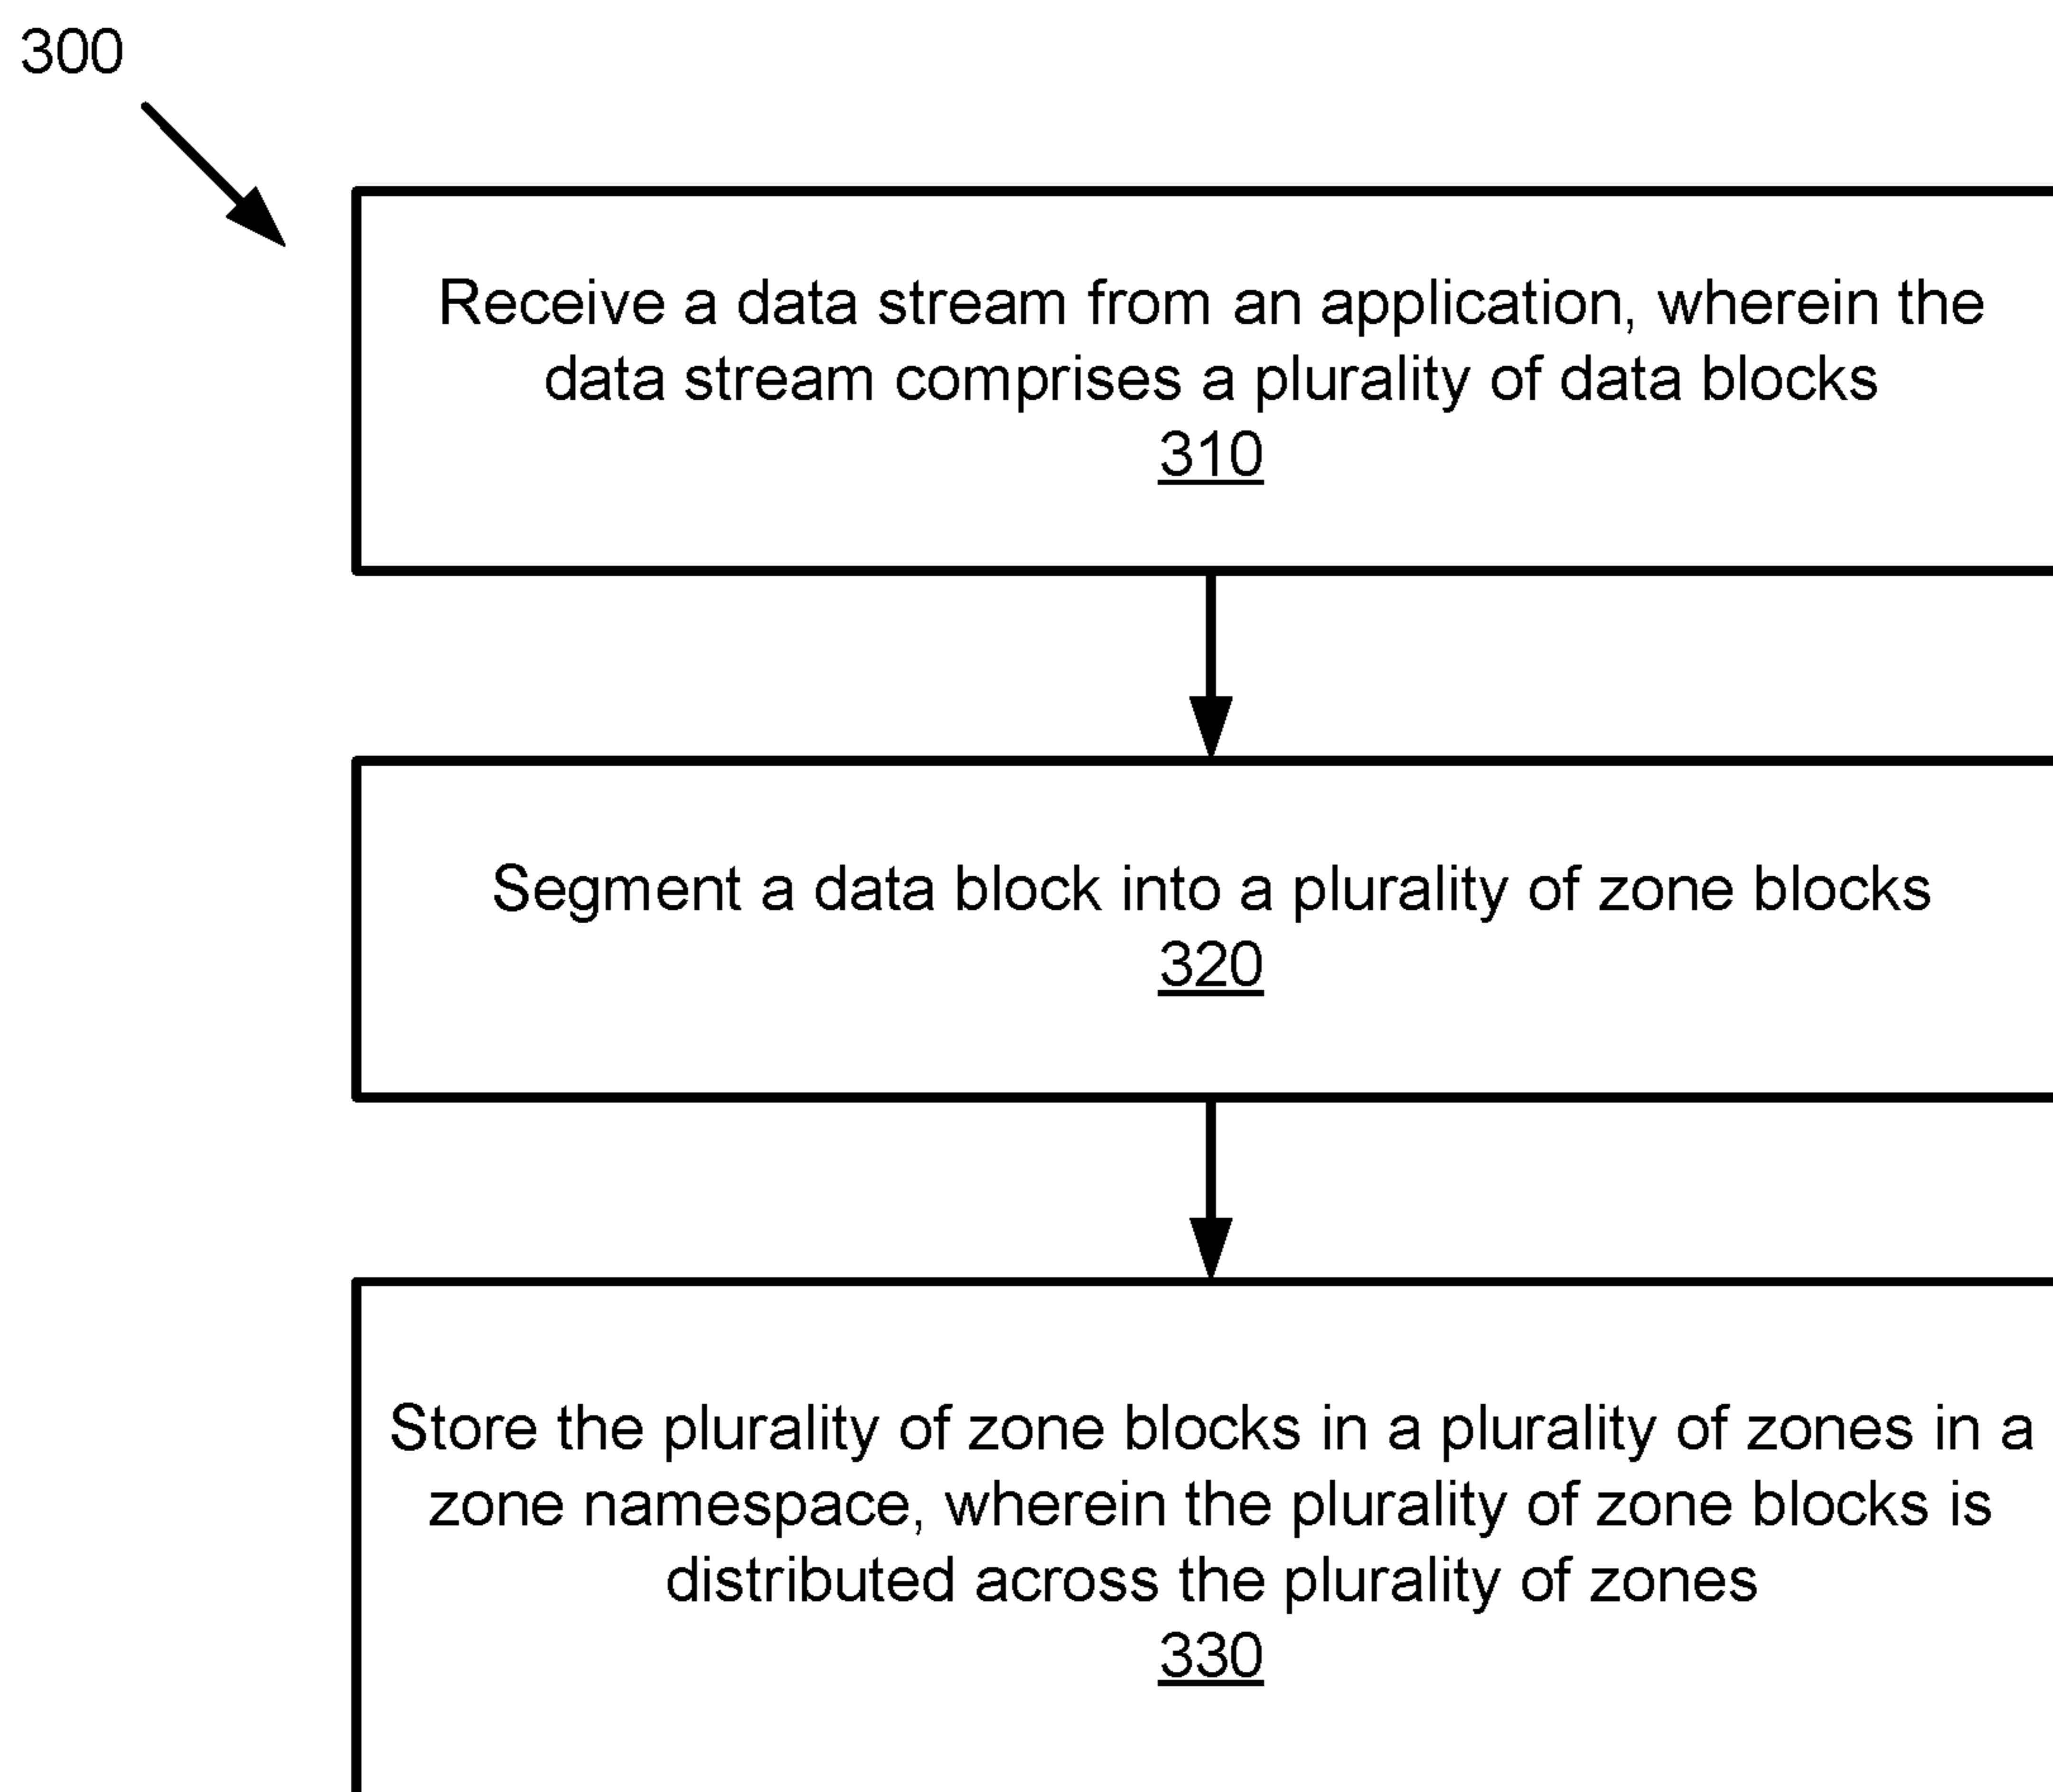 300
Receive a data stream from an application, wherein the
data stream comprises a plurality of data blocks
310
Segment a data block into a plurality of zone blocks
320
Store the plurality of zone blocks in a plurality of zones in a
zone namespace, wherein the plurality of zone blocks is
distributed across the plurality of zones
330